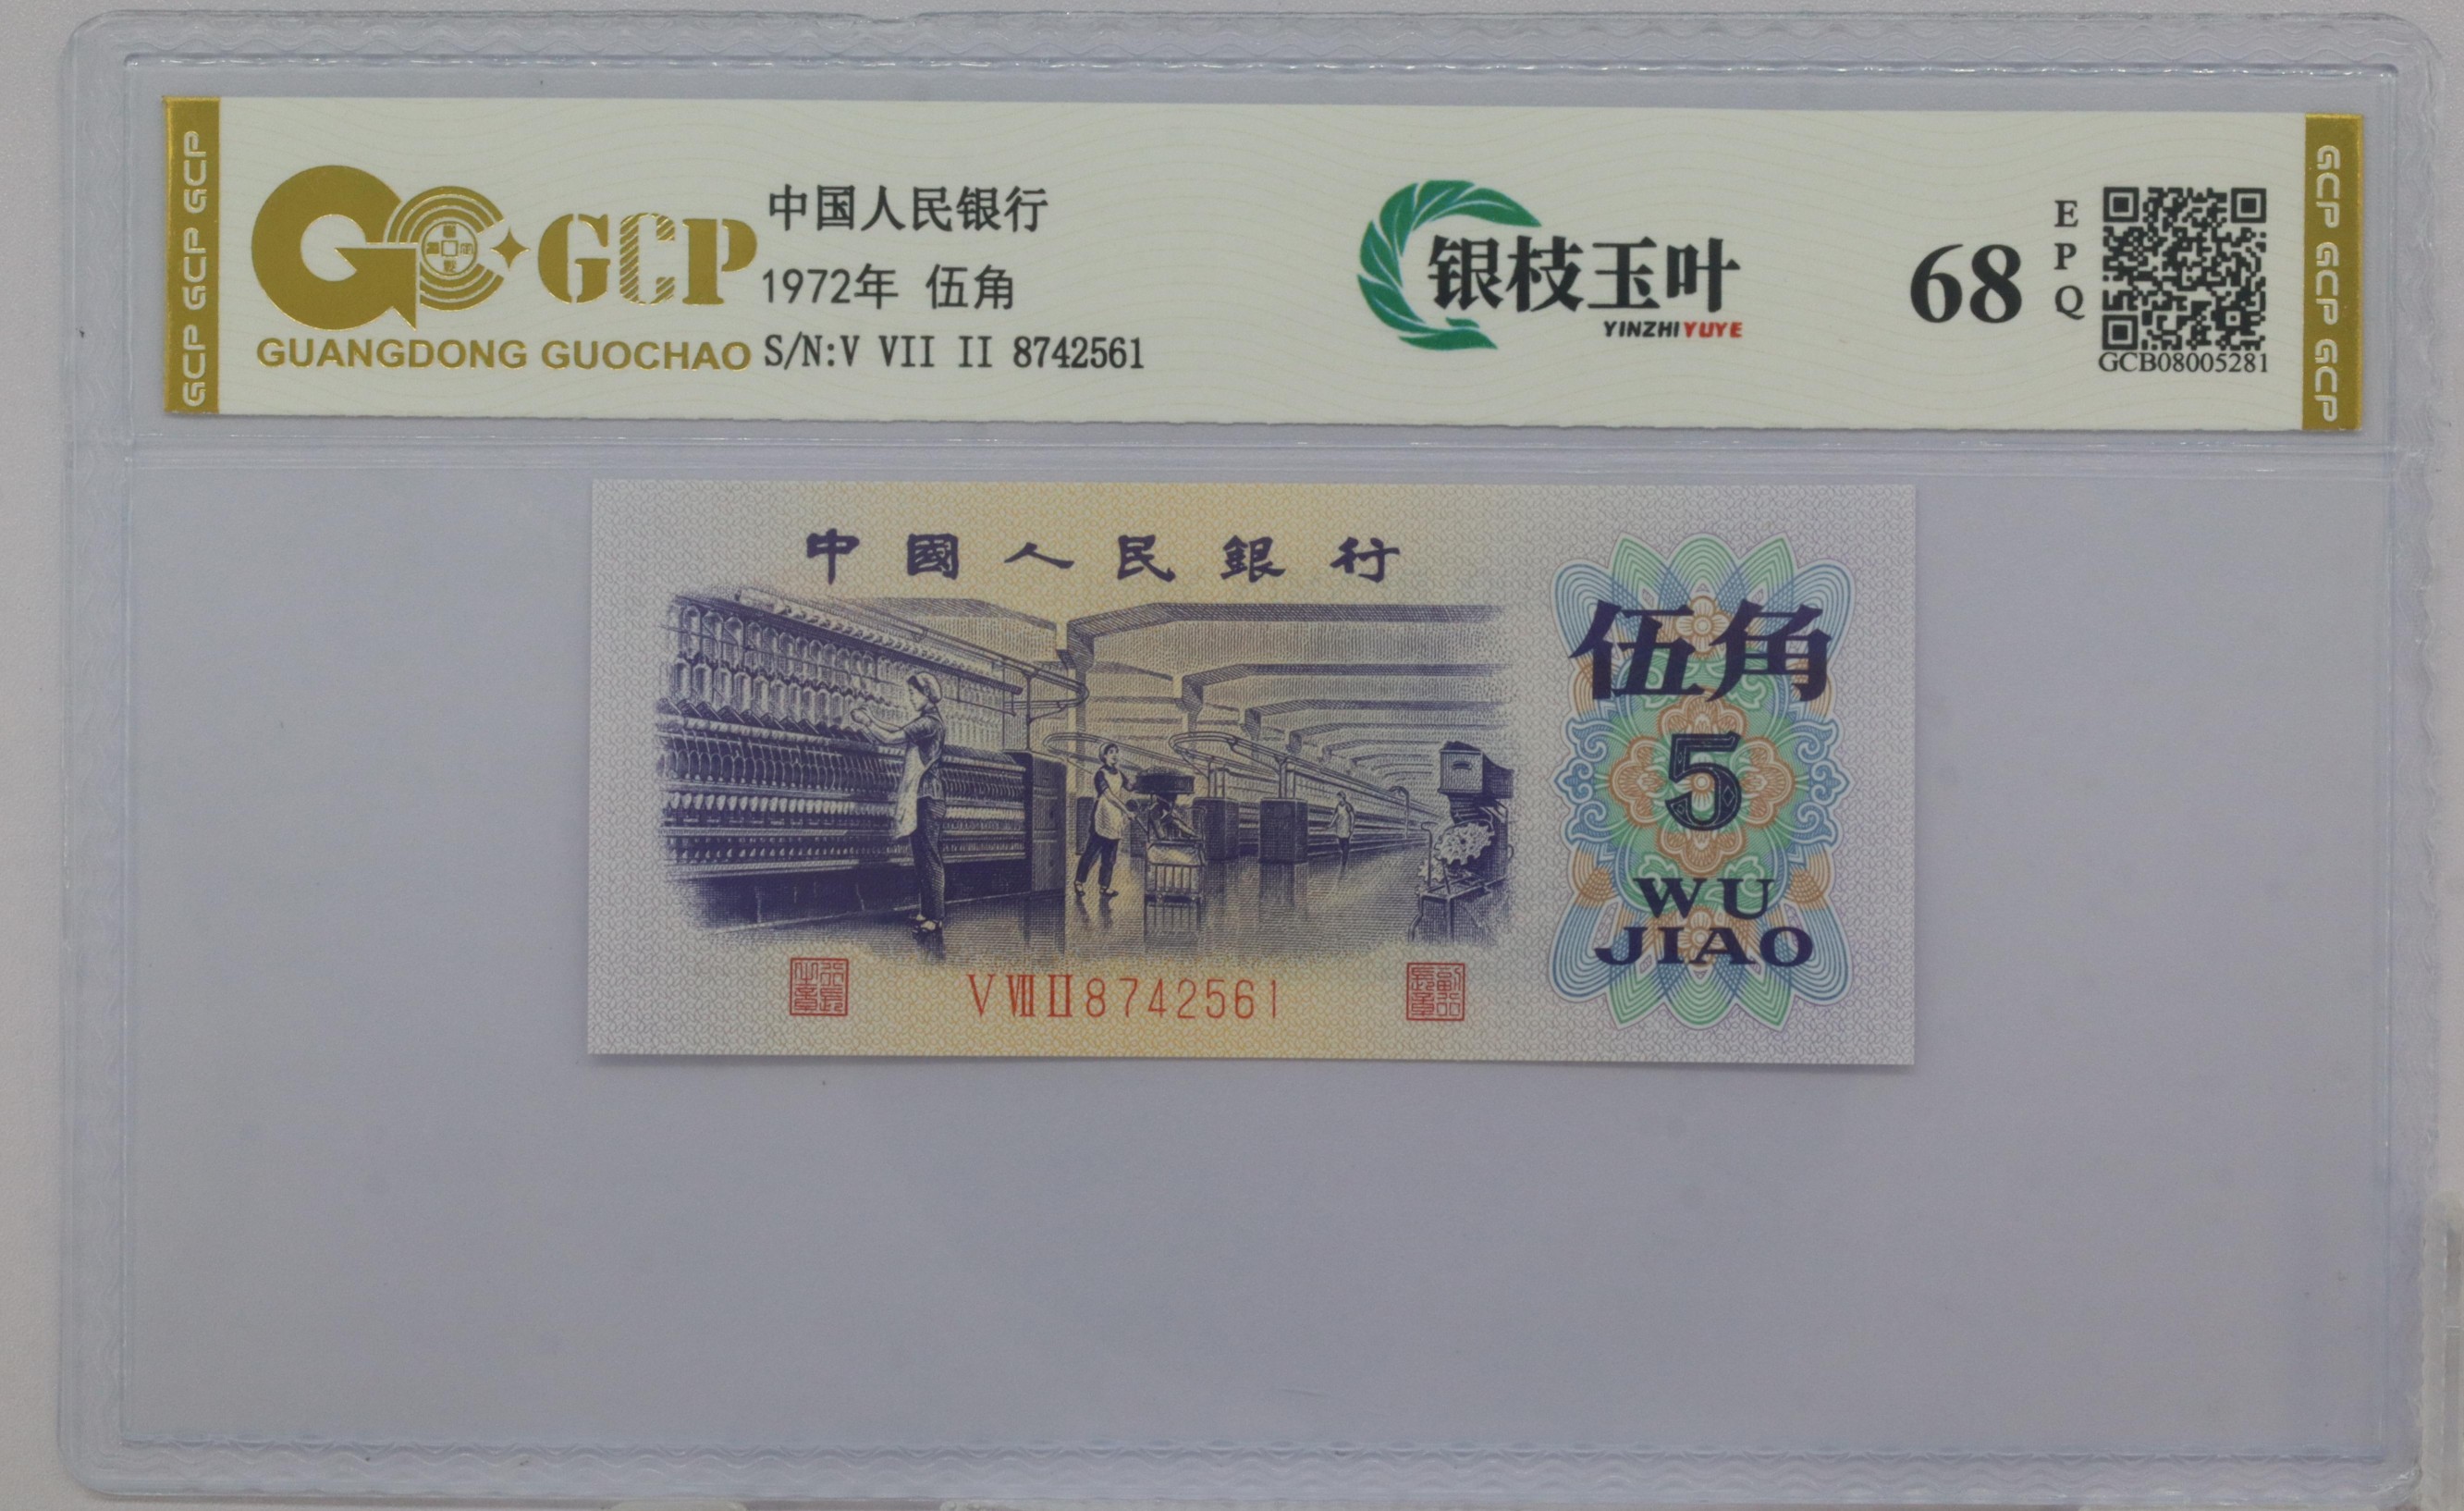 GCP GCP GCP
GCP
GUANGDONG GUOCHAO
中国人民银行
1972年 伍角
S/N:V VII II 8742561
银枝玉叶
YINZHIYUYE
68
EPQ
GCB08005281
GCP GCP GCP
中國人民銀行
伍角
5
WU
JIAO
V VIII II 8742561